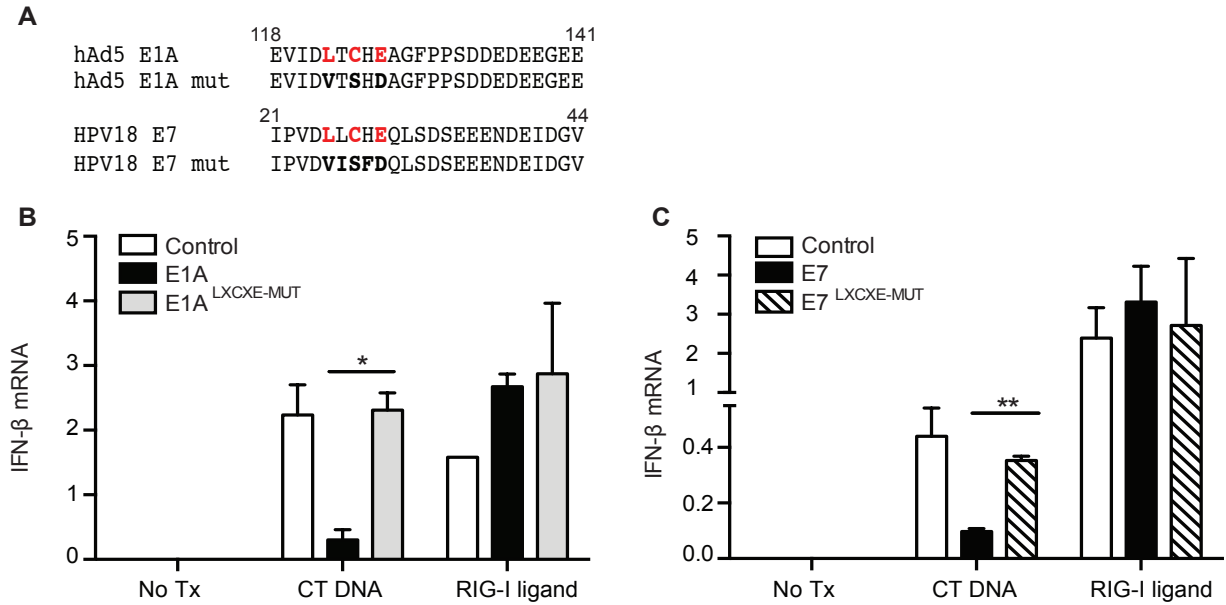 A
118 141
hAd5 E1A EVIDLTCHEAGFPPSDDEDEEGEE
hAd5 E1A mut EVIDVTSHDAGFPPSDDEDEEGEE
21 44
HPV18 E7 IPVDLLCHEQLSDSEEENDEIDGV
HPV18 E7 mut IPVDVISFDQLSDSEEENDEIDGV
B
5
4
3
2
1
0
IFN-β mRNA
Control
E1A
E1A LXCXE-MUT
*
No Tx CT DNA RIG-I ligand
C
5
4
3
2
1
0.4
0.2
0.0
IFN-β mRNA
Control
E7
E7 LXCXE-MUT
**
No Tx CT DNA RIG-I ligand